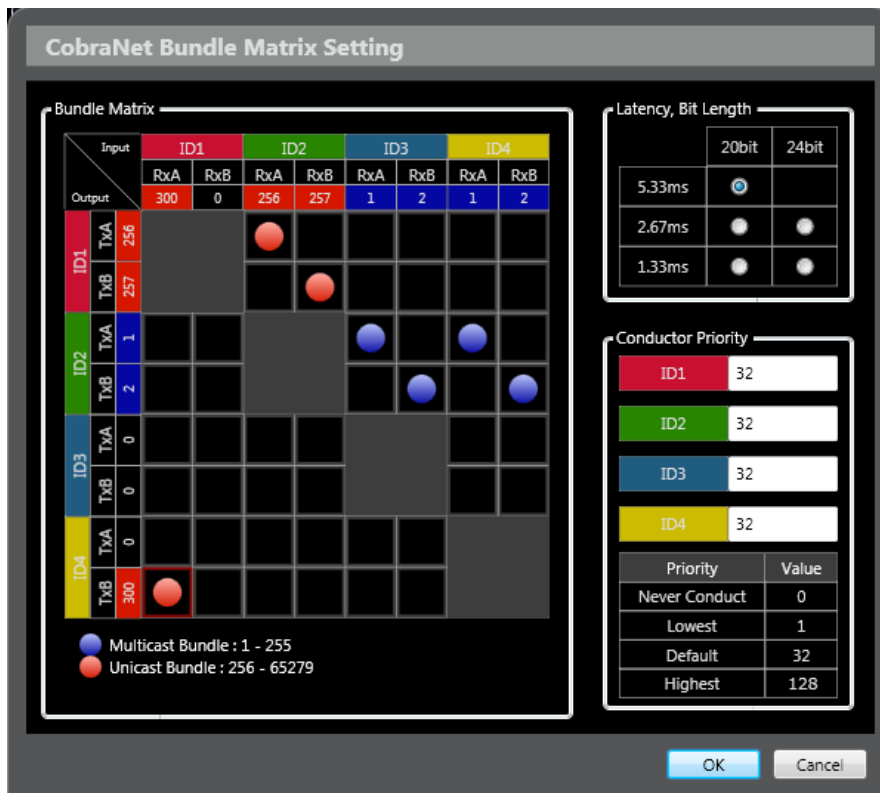 CobraNet Bundle Matrix Setting
Bundle Matrix
Input ID1 ID2 ID3 ID4
RxA RxB RxA RxB RxA RxB RxA RxB
Output 300 0 256 257 1 2 1 2
ID1 TxA 256
TxB 257
ID2 TxA 1
TxB 2
ID3 TxA 0
TxB 0
ID4 TxA 0
TxB 300
Multicast Bundle : 1 - 255
Unicast Bundle : 256 - 65279
Latency, Bit Length
20bit 24bit
5.33ms
2.67ms
1.33ms
Conductor Priority
ID1 32
ID2 32
ID3 32
ID4 32
Priority Value
Never Conduct 0
Lowest 1
Default 32
Highest 128
OK Cancel